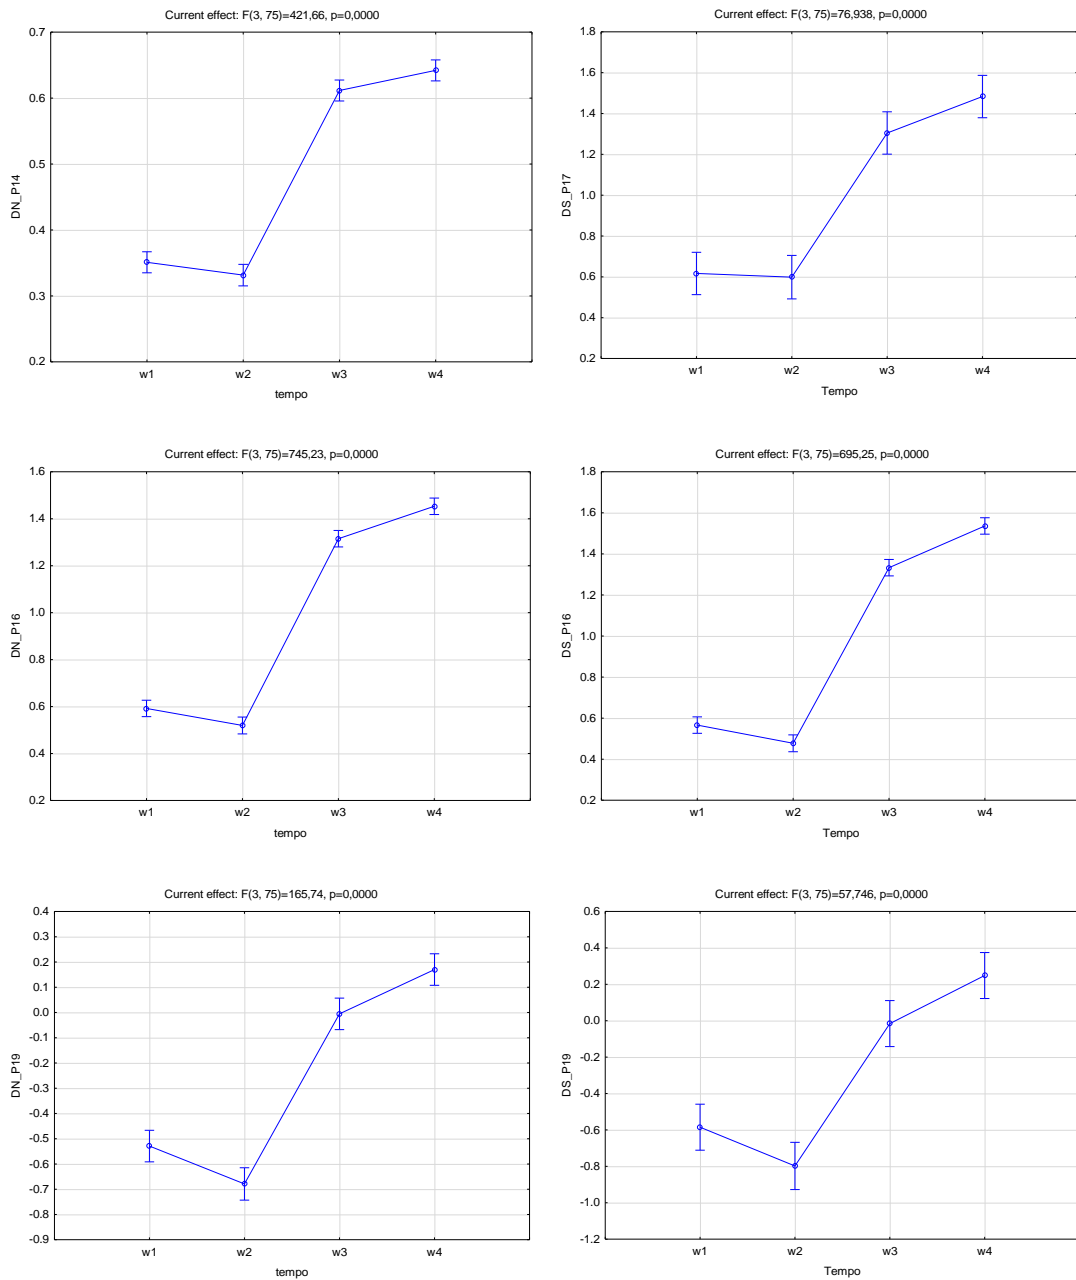 Current effect: F(3, 75)=421,66, p=0,0000
0.7
0.6
0.5
0.4
0.3
0.2
DN_P14
w1 w2 w3 w4
tempo
Current effect: F(3, 75)=76,938, p=0,0000
1.8
1.6
1.4
1.2
1.0
0.8
0.6
0.4
0.2
DS_P17
w1 w2 w3 w4
Tempo
Current effect: F(3, 75)=745,23, p=0,0000
1.6
1.4
1.2
1.0
0.8
0.6
0.4
0.2
DN_P16
w1 w2 w3 w4
tempo
Current effect: F(3, 75)=695,25, p=0,0000
1.8
1.6
1.4
1.2
1.0
0.8
0.6
0.4
0.2
DS_P16
w1 w2 w3 w4
Tempo
Current effect: F(3, 75)=165,74, p=0,0000
0.4
0.3
0.2
0.1
0.0
-0.1
-0.2
-0.3
-0.4
-0.5
-0.6
-0.7
-0.8
-0.9
DN_P19
w1 w2 w3 w4
tempo
Current effect: F(3, 75)=57,746, p=0,0000
0.6
0.4
0.2
0.0
-0.2
-0.4
-0.6
-0.8
-1.0
-1.2
DS_P19
w1 w2 w3 w4
Tempo